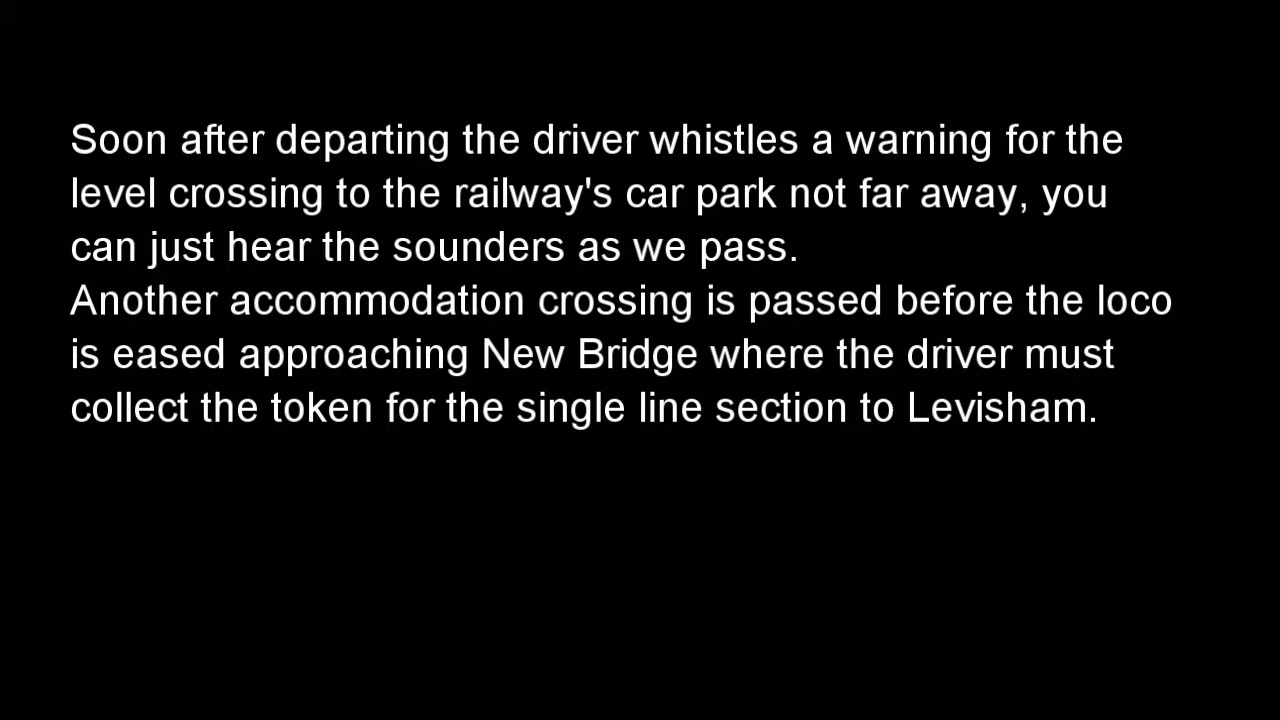 Soon after departing the driver whistles a warning for the
level crossing to the railway's car park not far away, you
can just hear the sounders as we pass.
Another accommodation crossing is passed before the loco
is eased approaching New Bridge where the driver must
collect the token for the single line section to Levisham.